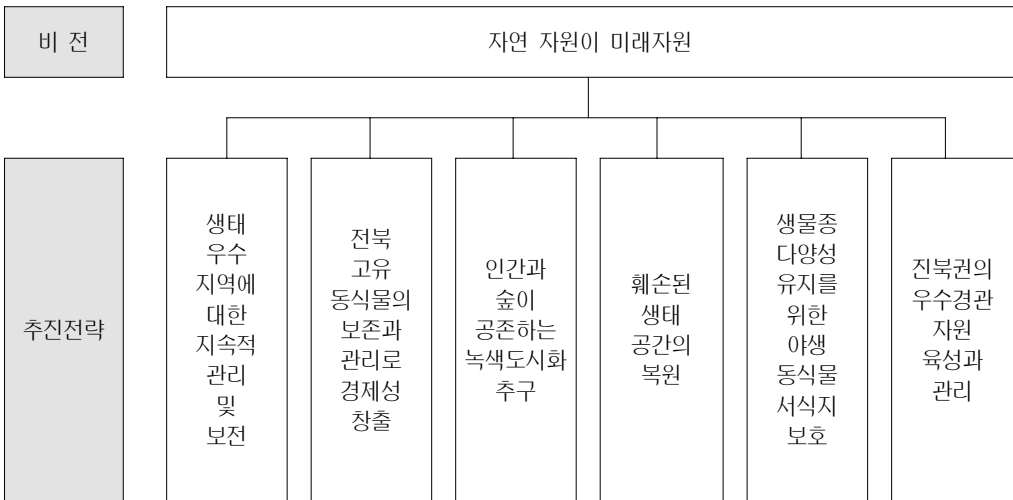 비 전
자연 자원이 미래자원
추진전략
생태
우수
지역에
대한
지속적
관리
및
보전
전북
고유
동식물의
보존과
관리로
경제성
창출
인간과
숲이
공존하는
녹색도시화
추구
훼손된
생태
공간의
복원
생물종
다양성
유지를
위한
야생
동식물
서식지
보호
진북권의
우수경관
자원
육성과
관리